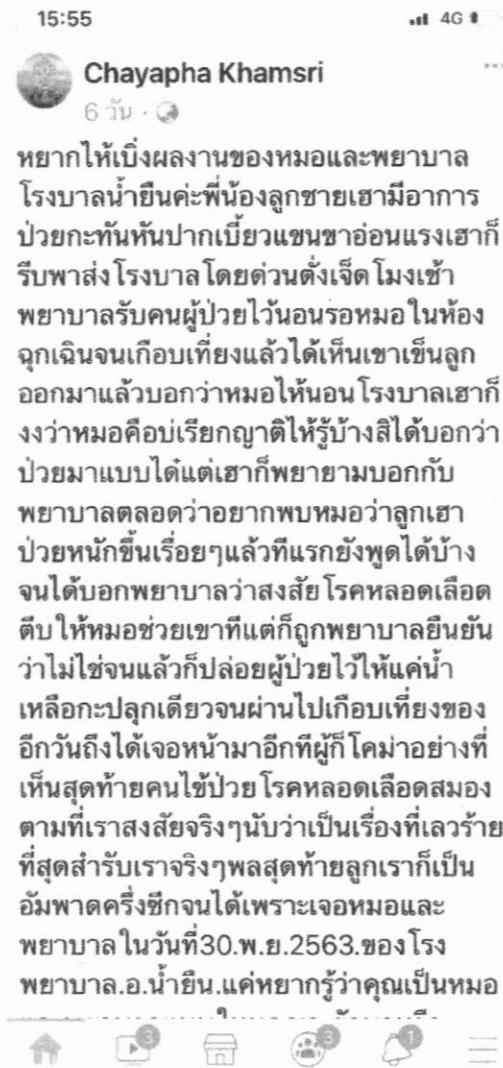 15:55
4G
Chayapha Khamsri
6 วัน
หยากไห้เบิ่งผลงานของหมอและพยาบาล
โรงบาลน้ำยืนค่ะพี่น้องลูกชายเฮามีอาการ
ป่วยกะทันหันปากเบี้ยวแขนขาอ่อนแรงเฮาก็
รีบพาส่งโรงบาลโดยด่วนตั่งเจ็ดโมงเช้า
พยาบาลรับคนผู้ป่วยไว้นอนรอหมอในห้อง
ฉุกเฉินจนเกือบเที่ยงแล้วได้เห็นเขาเข็นลูก
ออกมาแล้วบอกว่าหมอไห้นอนโรงบาลเฮาก็
งงว่าหมอคือบ่เรียกญาติไห้รู้บ้างสิได้บอกว่า
ป่วยมาแบบได๋แต่เฮาก็พยายามบอกกับ
พยาบาลตลอดว่าอยากพบหมอว่าลูกเฮา
ป่วยหนักขึ้นเรื่อยๆแล้วทีแรกยังพูดได้บ้าง
จนได้บอกพยาบาลว่าสงสัยโรคหลอดเลือด
ตีบให้หมอช่วยเขาทีแต่ก็ถูกพยาบาลยืนยัน
ว่าไม่ใช่จนแล้วก็ปล่อยผู้ป่วยไว้ไห้แค่น้ำ
เหลือกะปลุกเดียวจนผ่านไปเกือบเที่ยงของ
อีกวันถึงได้เจอหน้ามาอีกทีผู้ก็โคม่าอย่างที่
เห็นสุดท้ายคนไข้ป่วยโรคหลอดเลือดสมอง
ตามที่เราสงสัยจริงๆนับว่าเป็นเรื่องที่เลวร้าย
ที่สุดสำรับเราจริงๆพลสุดท้ายลูกเราก็เป็น
อัมพาดครึ่งซีกจนได้เพราะเจอหมอและ
พยาบาลในวันที่30.พ.ย.2563.ของโรง
พยาบาล.อ.น้ำยืน.แค่หยากรู้ว่าคุณเป็นหมอ
3
3
1